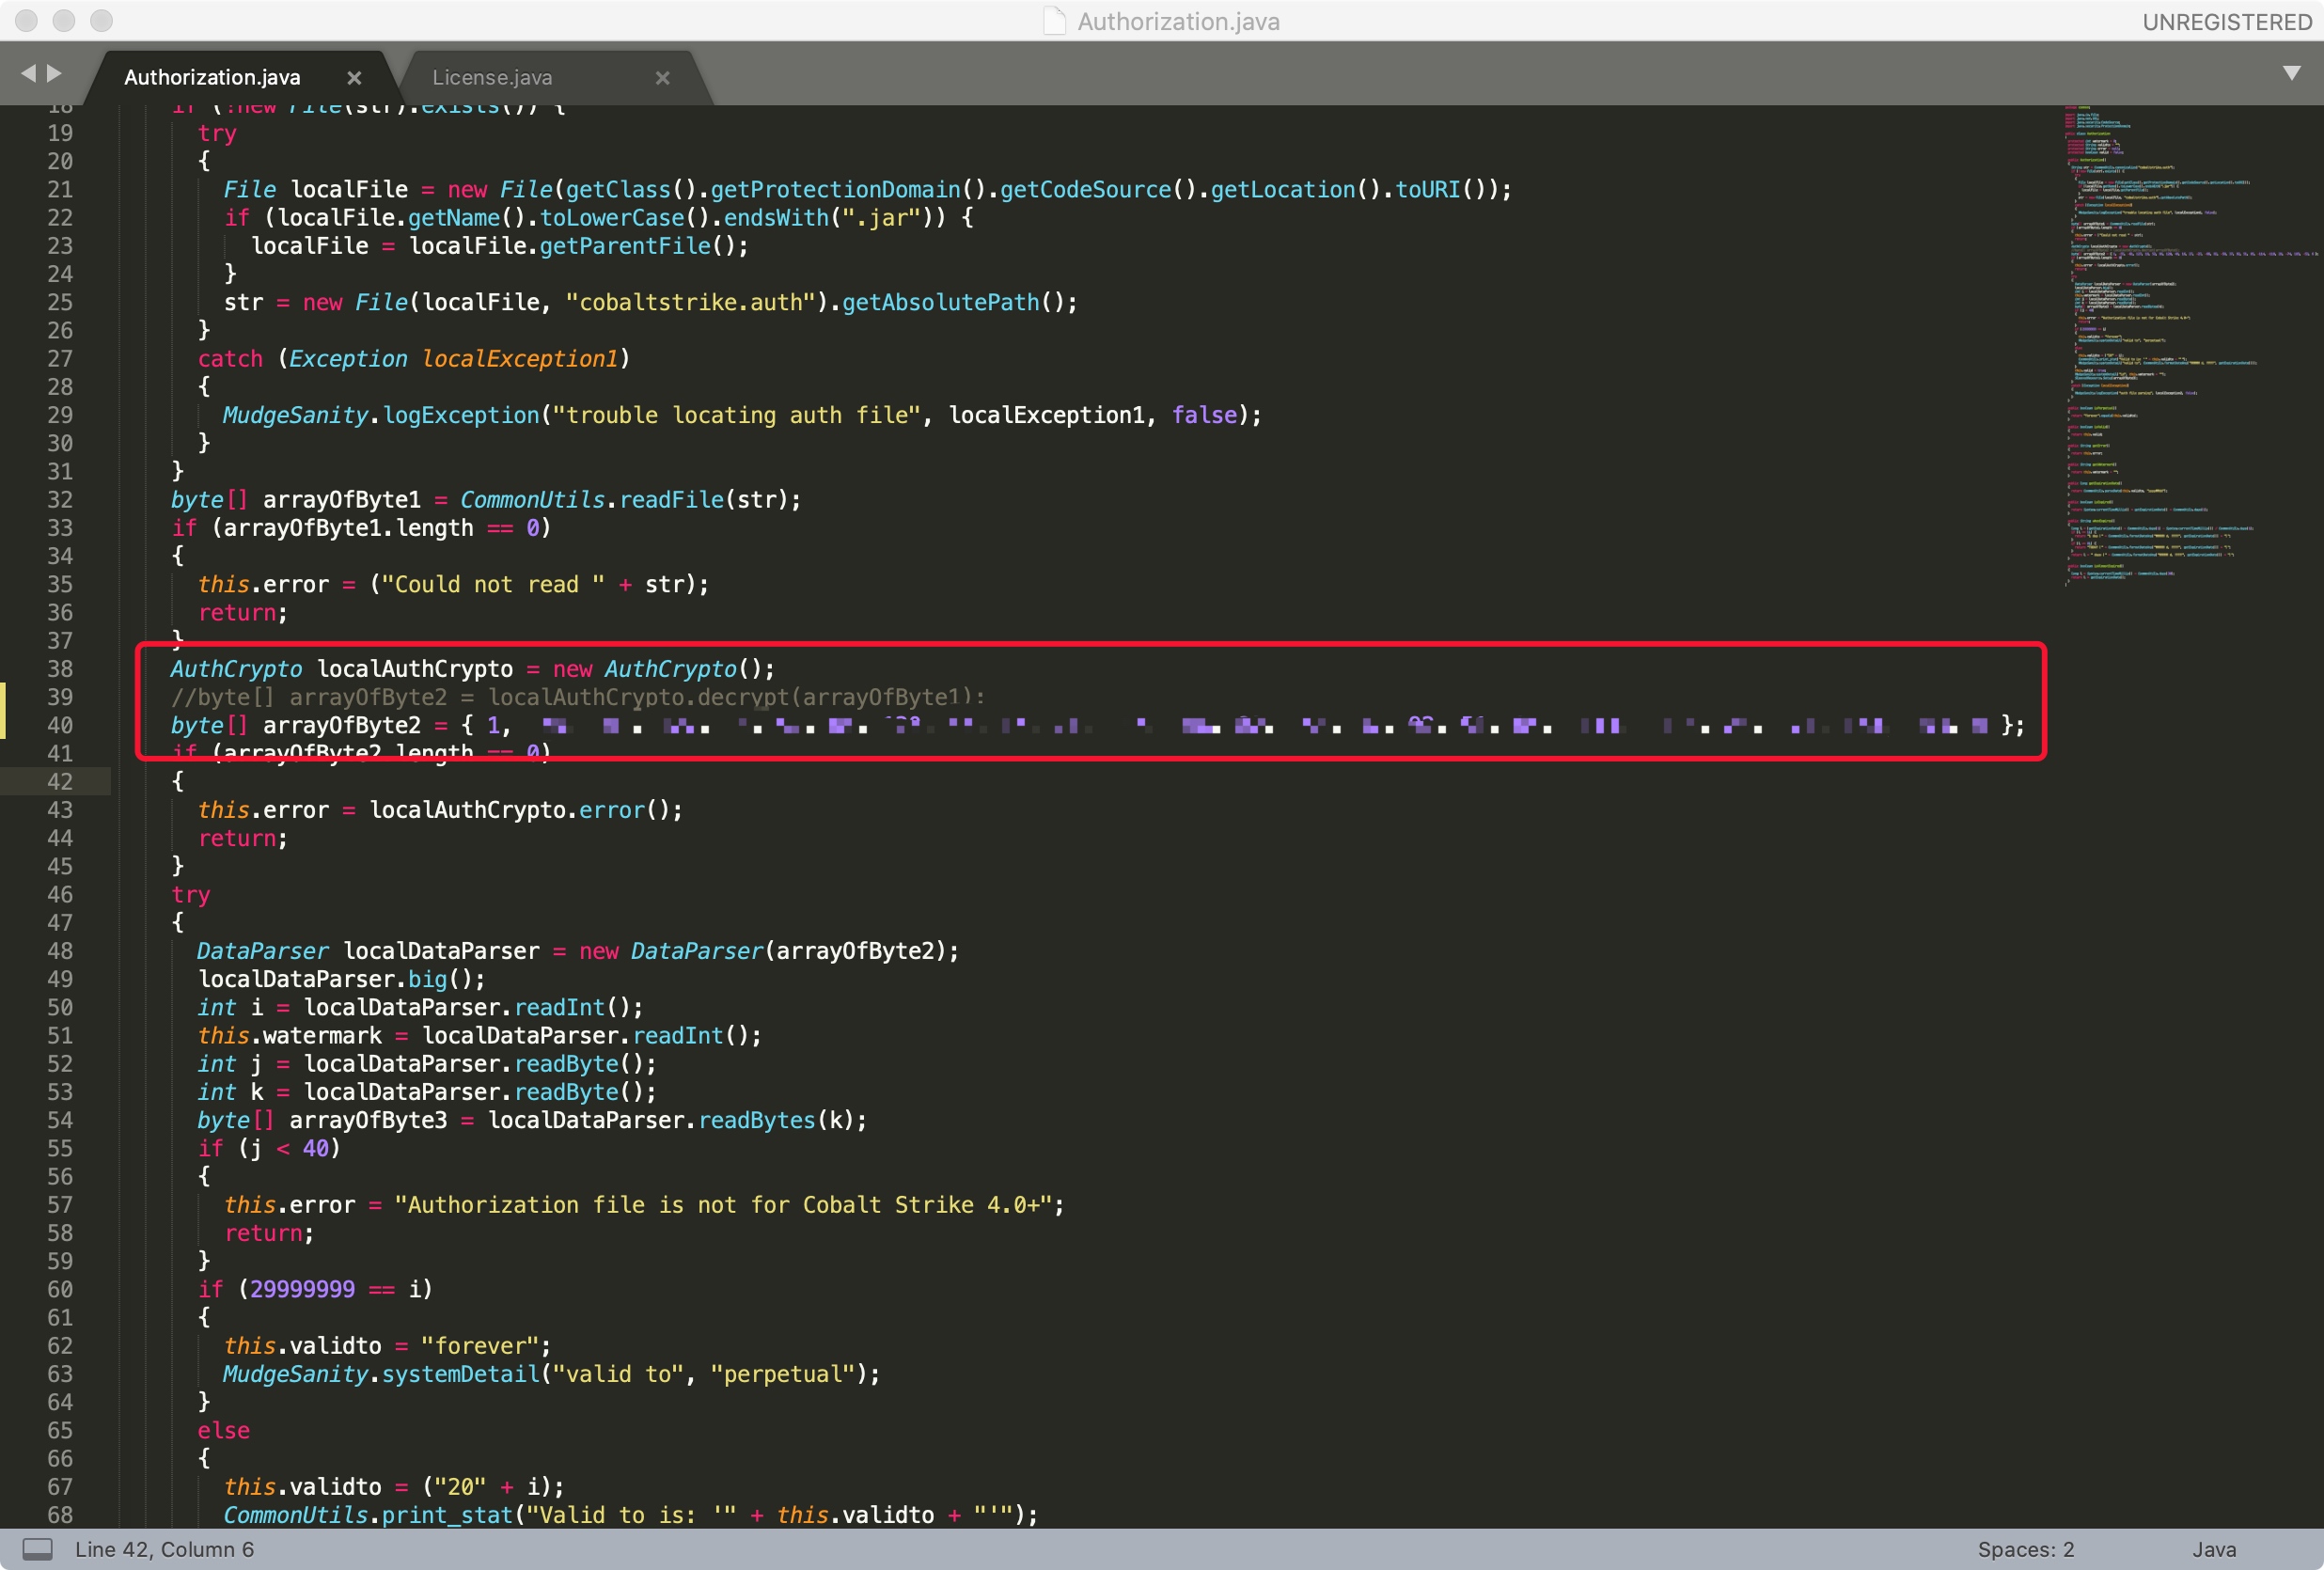 Authorization.java
UNREGISTERED
Authorization.java × License.java ×
18 if (!new File(str).exists()) {
19 try
20 {
21 File localFile = new File(getClass().getProtectionDomain().getCodeSource().getLocation().toURI());
22 if (localFile.getName().toLowerCase().endsWith(".jar")) {
23 localFile = localFile.getParentFile();
24 }
25 str = new File(localFile, "cobaltstrike.auth").getAbsolutePath();
26 }
27 catch (Exception localException1)
28 {
29 MudgeSanity.logException("trouble locating auth file", localException1, false);
30 }
31 }
32 byte[] arrayOfByte1 = CommonUtils.readFile(str);
33 if (arrayOfByte1.length == 0)
34 {
35 this.error = ("Could not read " + str);
36 return;
37 }
38 AuthCrypto localAuthCrypto = new AuthCrypto();
39 //byte[] arrayOfByte2 = localAuthCrypto.decrypt(arrayOfByte1);
40 byte[] arrayOfByte2 = { 1, };
41 if (arrayOfByte2.length == 0)
42 {
43 this.error = localAuthCrypto.error();
44 return;
45 }
46 try
47 {
48 DataParser localDataParser = new DataParser(arrayOfByte2);
49 localDataParser.big();
50 int i = localDataParser.readInt();
51 this.watermark = localDataParser.readInt();
52 int j = localDataParser.readByte();
53 int k = localDataParser.readByte();
54 byte[] arrayOfByte3 = localDataParser.readBytes(k);
55 if (j < 40)
56 {
57 this.error = "Authorization file is not for Cobalt Strike 4.0+";
58 return;
59 }
60 if (29999999 == i)
61 {
62 this.validto = "forever";
63 MudgeSanity.systemDetail("valid to", "perpetual");
64 }
65 else
66 {
67 this.validto = ("20" + i);
68 CommonUtils.print_stat("Valid to is: '" + this.validto + "'");
Line 42, Column 6
Spaces: 2
Java